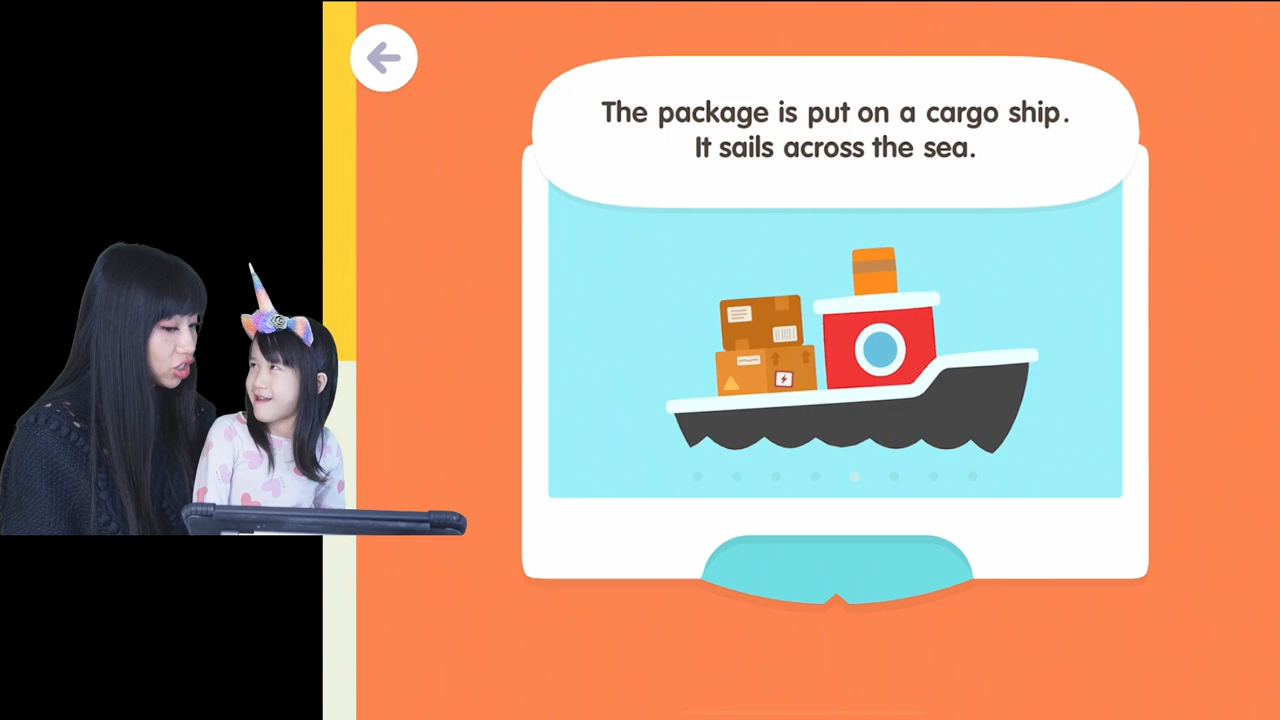 The package is put on a cargo ship.
It sails across the sea.